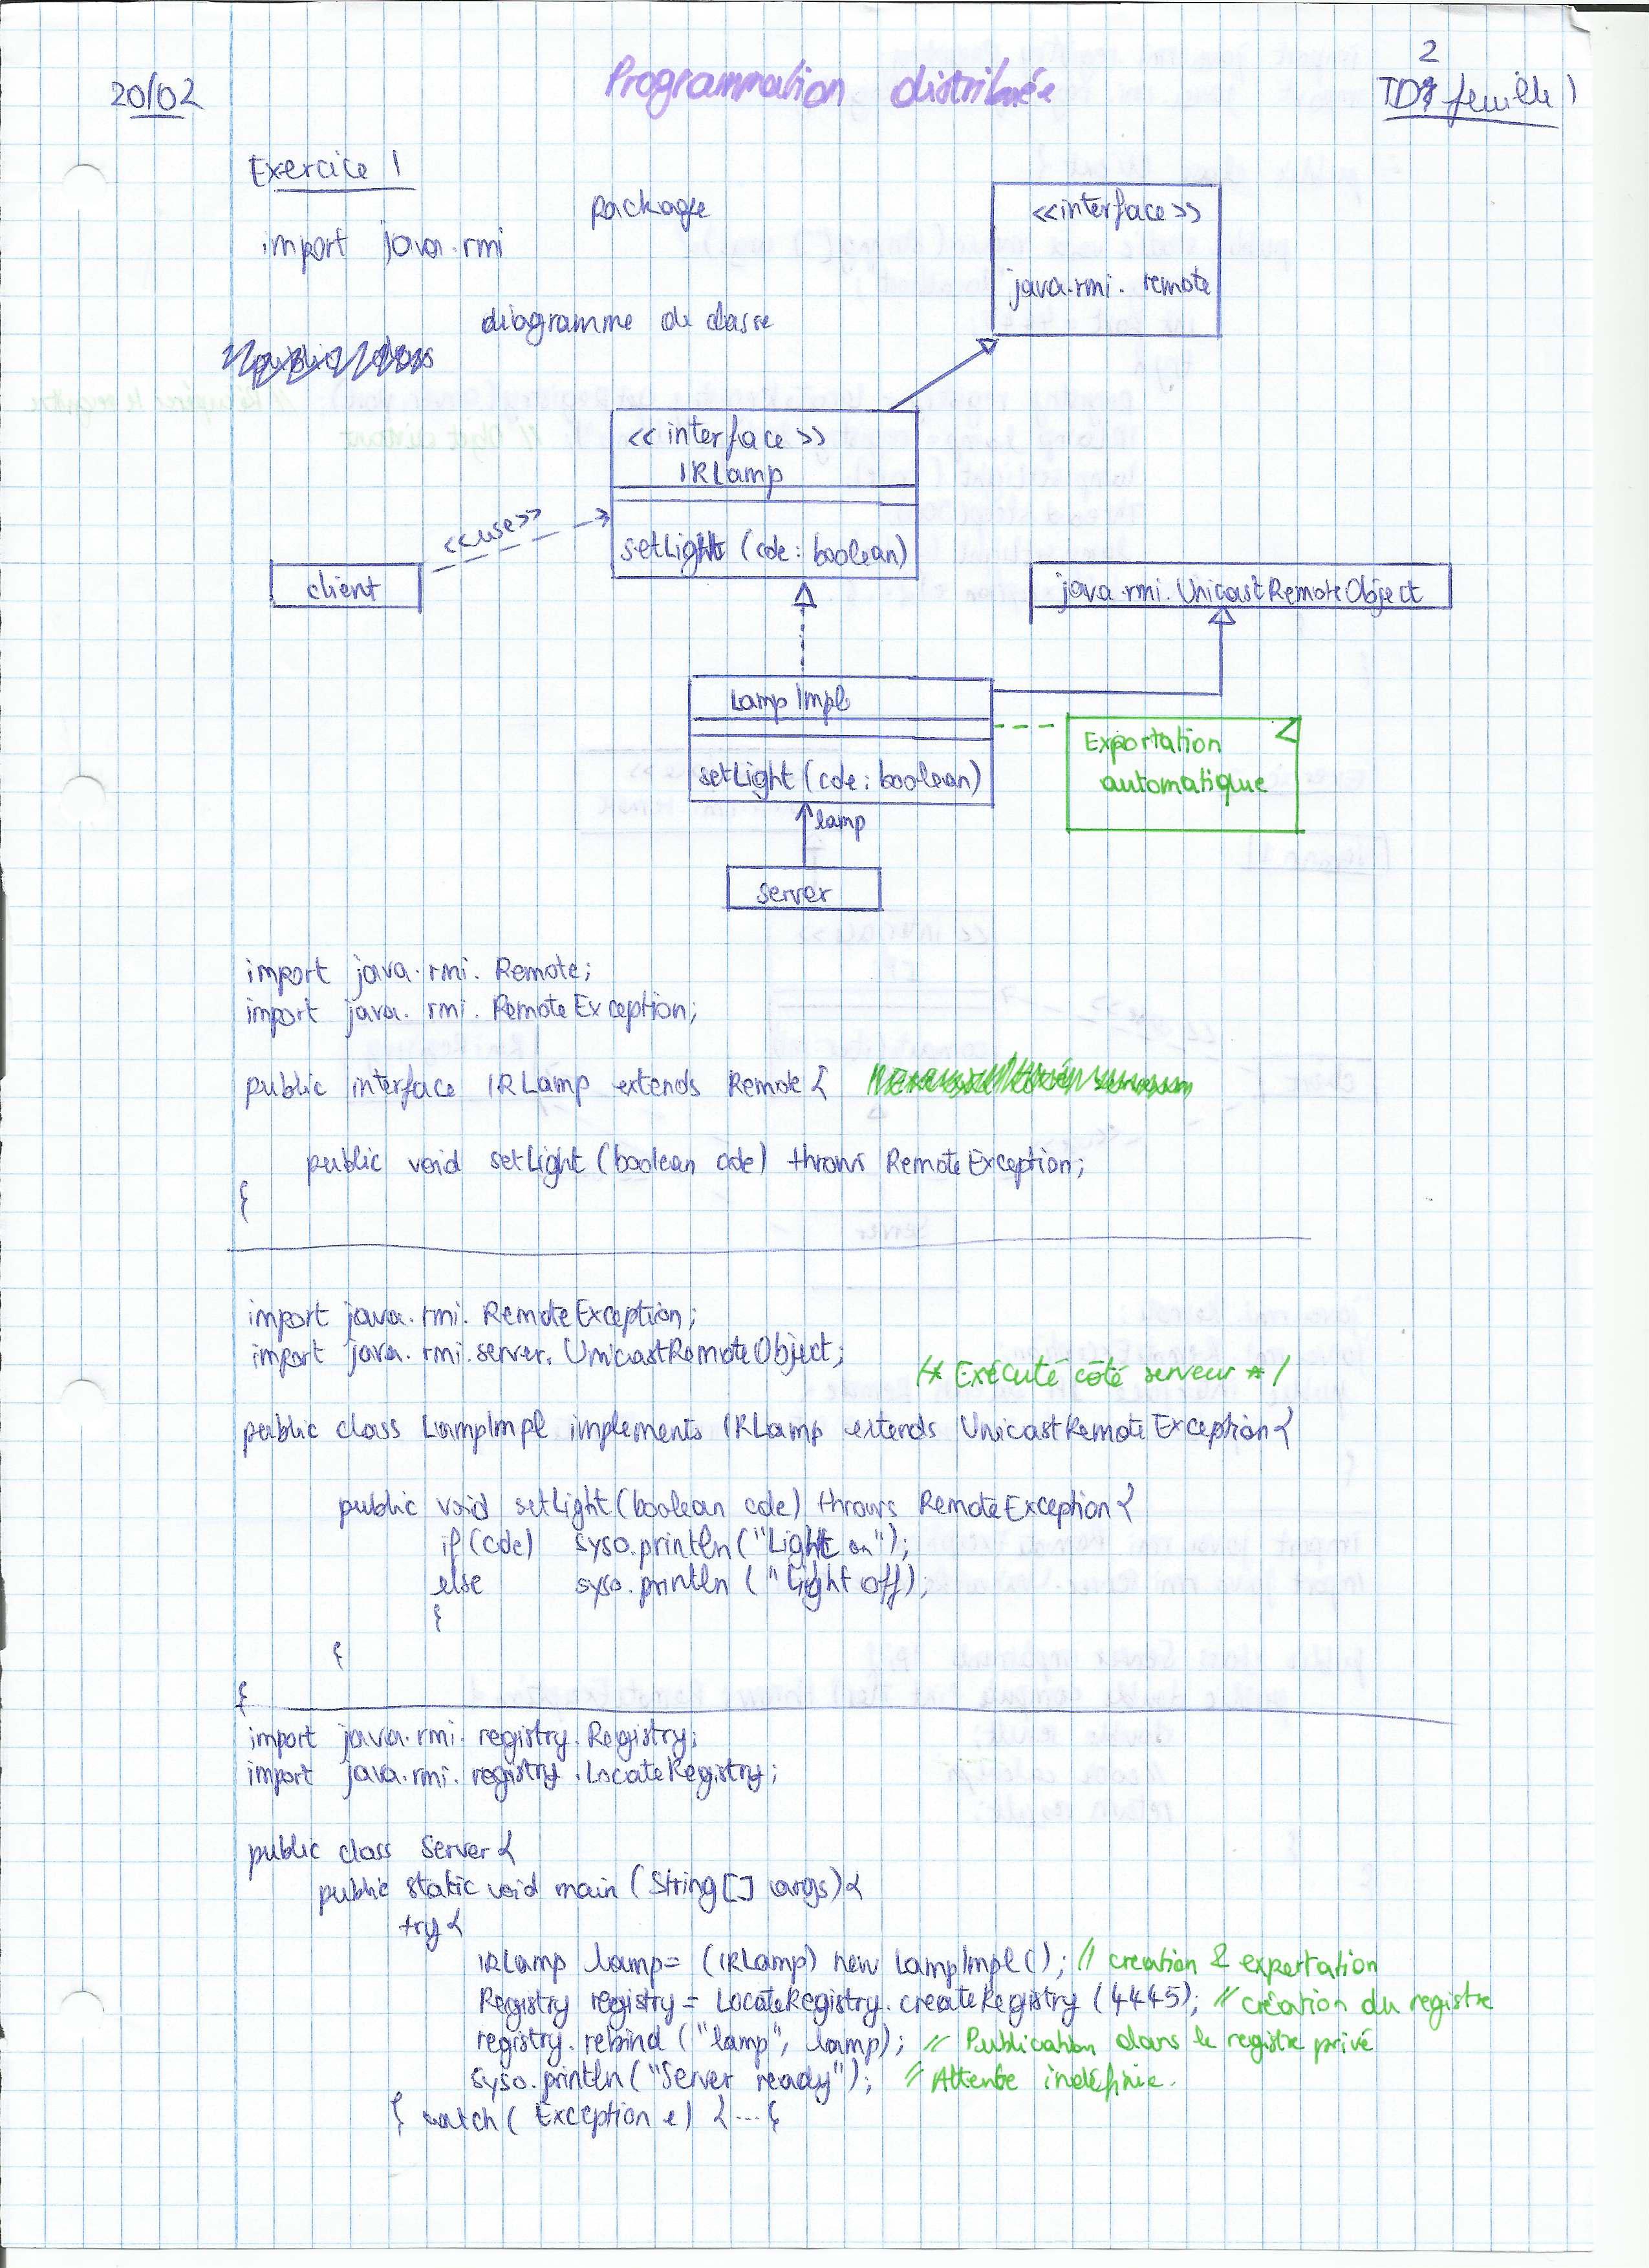 20/02
Programmation distribuée
2
TD feuille 1
Exercice 1
package
import java.rmi
diagramme de classe
<<interface>>
java.rmi. remote
<<interface>>
IRLamp
setLight (code: boolean)
<<use>>
client
java.rmi.UnicastRemoteObject
LampImpl
setLight (code: boolean)
Exportation
automatique
lamp
server
import java.rmi. Remote;
import java. rmi. RemoteException;
public interface IRLamp extends Remote {
public void setLight (boolean code) throws RemoteException;
}
import java.rmi. RemoteException;
import java. rmi.server. UnicastRemoteObject;
/* Exécuté côté serveur */
public class LampImpl implements IRLamp extends UnicastRemoteException {
public void setLight (boolean code) throws RemoteException {
if (code) syso.println ("Light on");
else syso.println ("Light off);
}
}
}
import java.rmi. registry. Registry;
import java.rmi. registry .LocateRegistry;
public class Server {
public static void main (String[] args) {
try {
IRLamp lamp= (IRLamp) new LampImpl (); // creation & exportation
Registry registry = LocateRegistry. createRegistry (4445); // création du registre
registry. rebind ("lamp", lamp); // Publication dans le registre privé
syso.println ("Server ready"); // Attente indéfinie.
} catch ( Exception e) { ... }